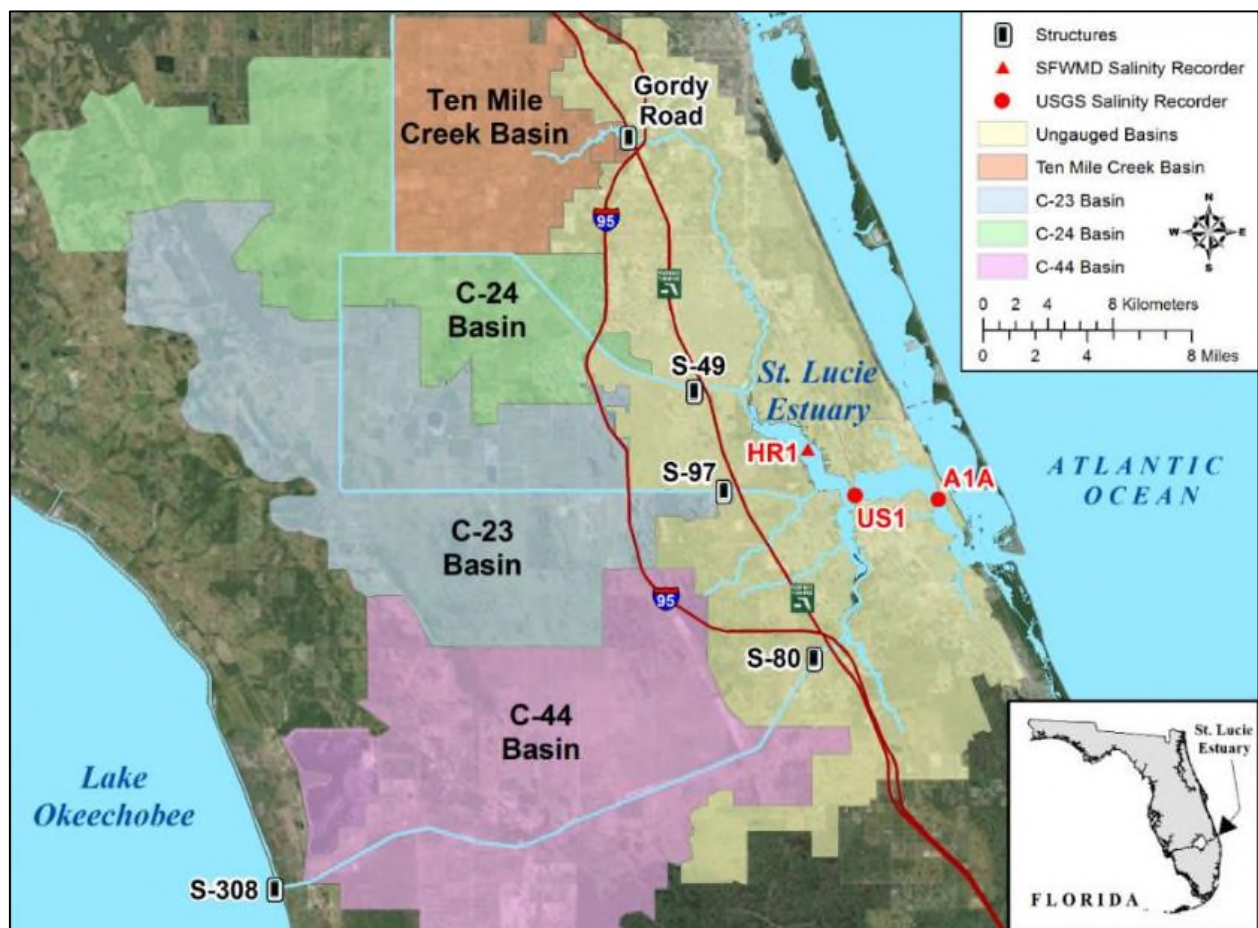 Structures
SFWMD Salinity Recorder
USGS Salinity Recorder
Ungauged Basins
Ten Mile Creek Basin
C-23 Basin
C-24 Basin
C-44 Basin
N
W
E
S
0 2 4 8 Kilometers
0 2 4 8 Miles
Ten Mile
Creek Basin
Gordy
Road
95
C-24
Basin
S-49
St. Lucie
Estuary
HR1
S-97
A1A
US1
ATLANTIC
OCEAN
C-23
Basin
95
S-80
C-44
Basin
Lake
Okeechobee
S-308
St. Lucie
Estuary
FLORIDA